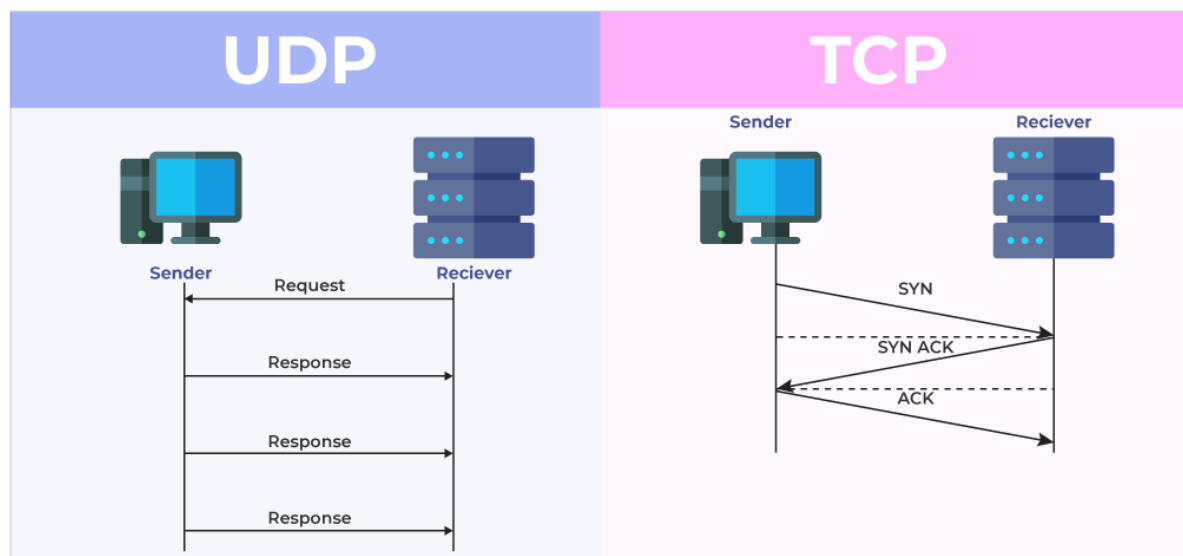 UDP
Sender
Reciever
Request
Response
Response
Response
TCP
Sender
Reciever
SYN
SYN ACK
ACK